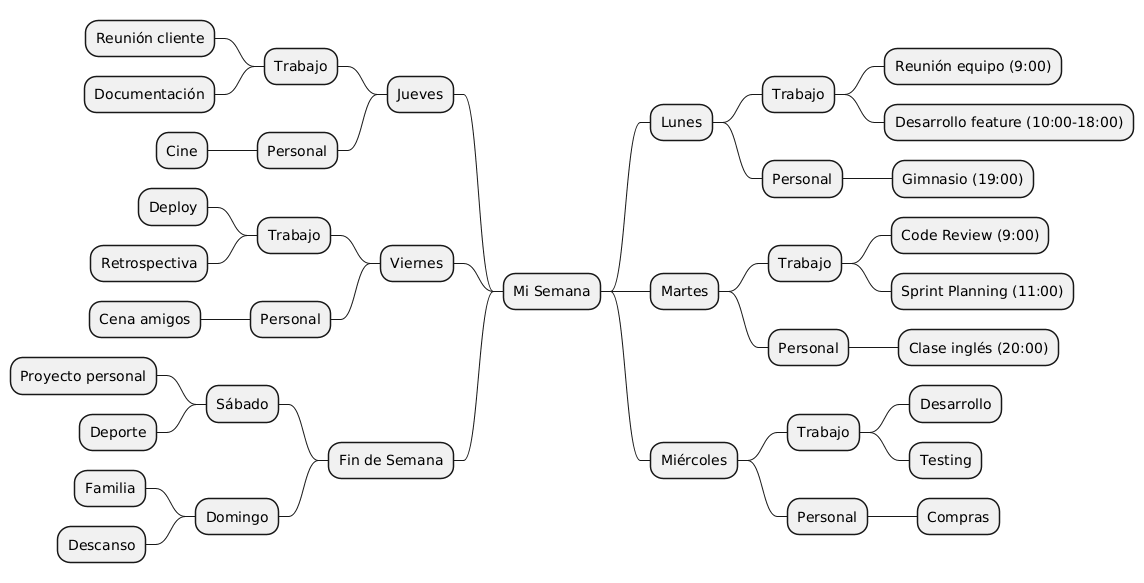 Mi Semana
Lunes
Trabajo
Reunión equipo (9:00)
Desarrollo feature (10:00-18:00)
Personal
Gimnasio (19:00)
Martes
Trabajo
Code Review (9:00)
Sprint Planning (11:00)
Personal
Clase inglés (20:00)
Miércoles
Trabajo
Desarrollo
Testing
Personal
Compras
Jueves
Trabajo
Reunión cliente
Documentación
Personal
Cine
Viernes
Trabajo
Deploy
Retrospectiva
Personal
Cena amigos
Fin de Semana
Sábado
Proyecto personal
Deporte
Domingo
Familia
Descanso